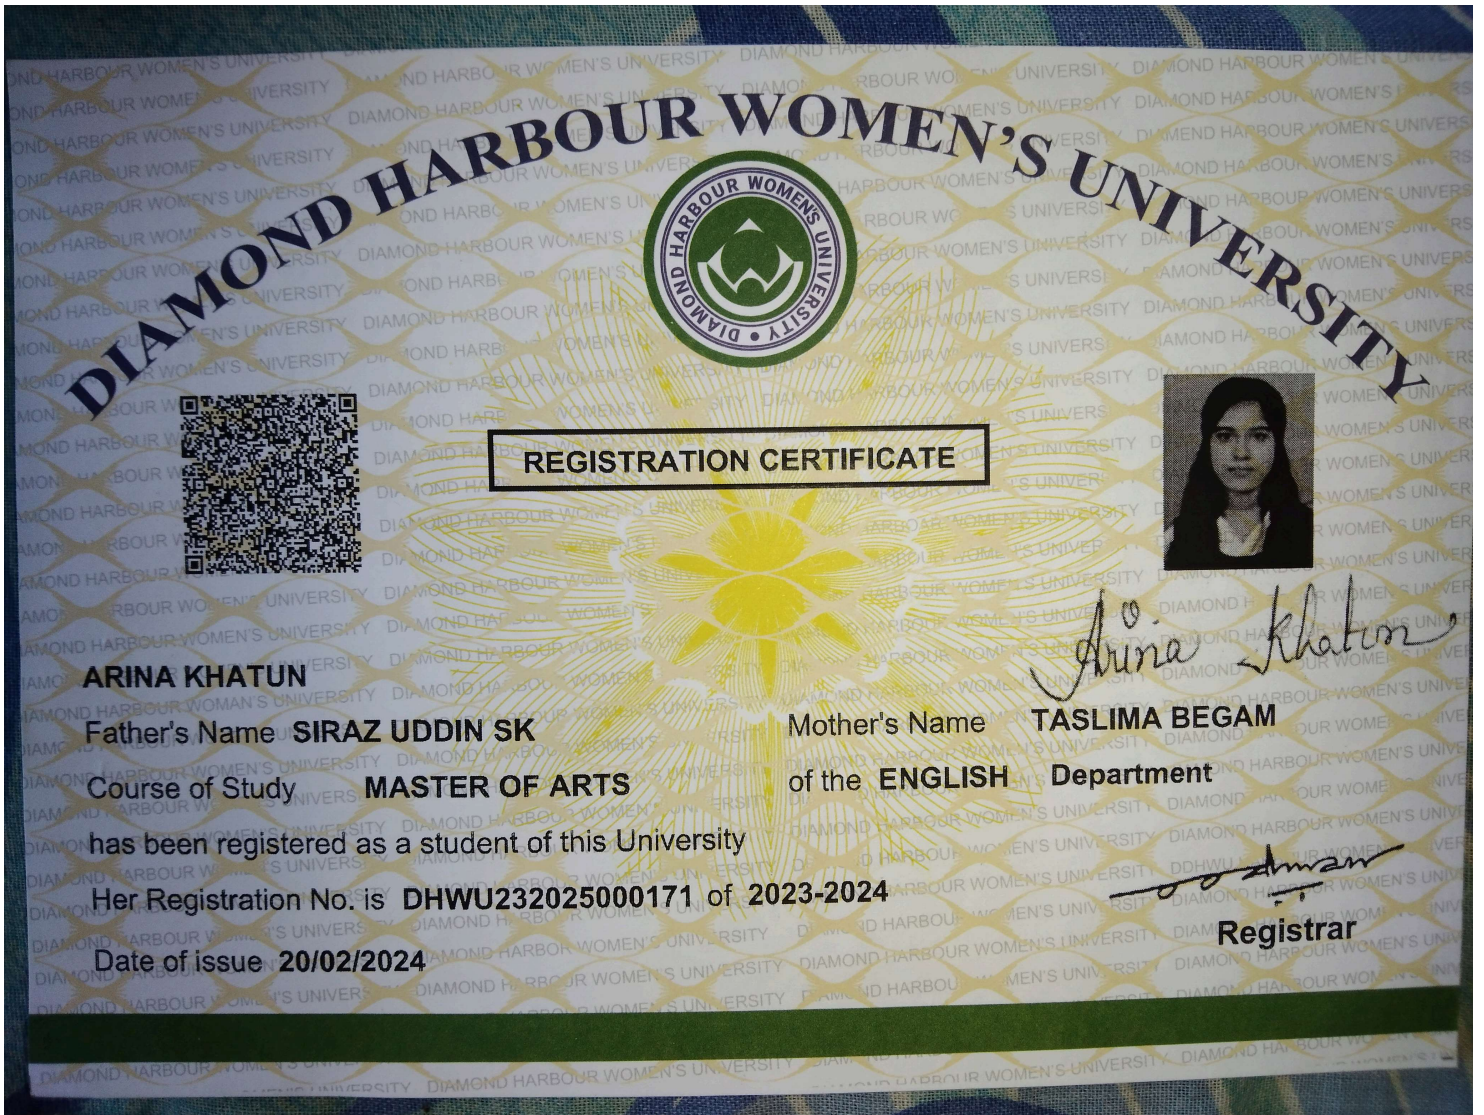 DIAMOND HARBOUR WOMEN'S UNIVERSITY
DIAMOND HARBOUR WOMEN'S UNIVERSITY
REGISTRATION CERTIFICATE
Arina Khatun
ARINA KHATUN
Father's Name SIRAZ UDDIN SK Mother's Name TASLIMA BEGAM
Course of Study MASTER OF ARTS of the ENGLISH Department
has been registered as a student of this University
Her Registration No. is DHWU232025000171 of 2023-2024
Registrar
Date of issue 20/02/2024